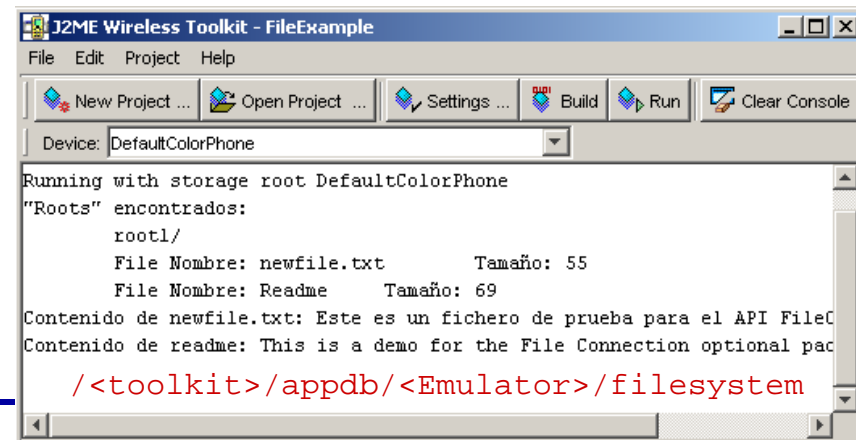 J2ME Wireless Toolkit - FileExample
File Edit Project Help
New Project ... Open Project ... Settings ... Build Run Clear Console
Device: DefaultColorPhone
Running with storage root DefaultColorPhone
"Roots" encontrados:
root1/
File Nombre: newfile.txt Tamaño: 55
File Nombre: Readme Tamaño: 69
Contenido de newfile.txt: Este es un fichero de prueba para el API FileC
Contenido de readme: This is a demo for the File Connection optional pac
/<toolkit>/appdb/<Emulator>/filesystem